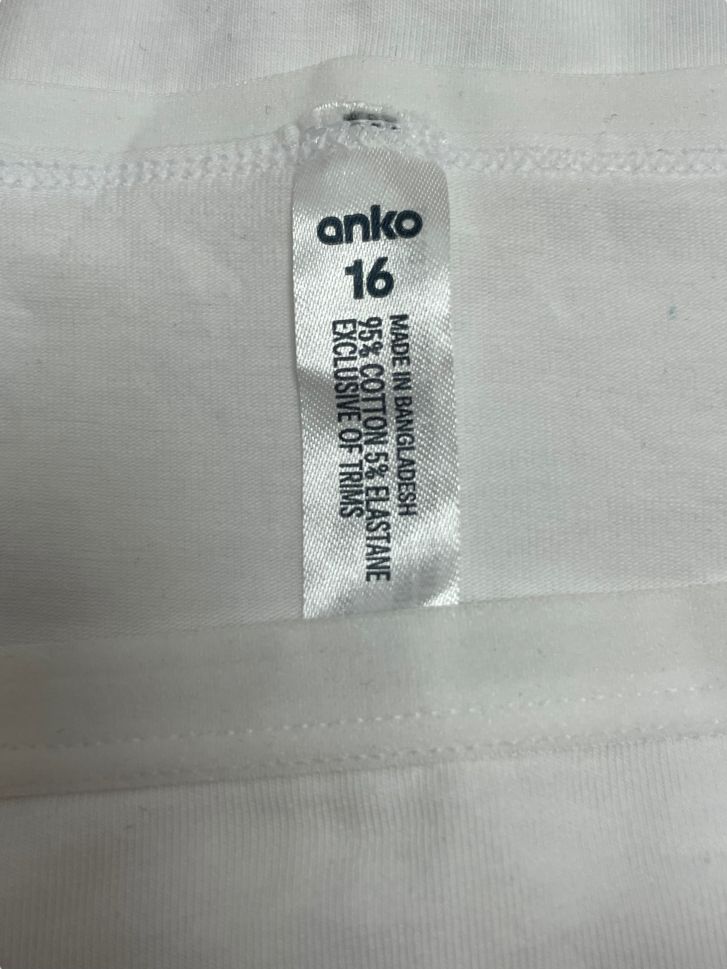 anko
16
MADE IN BANGLADESH
95% COTTON 5% ELASTANE
EXCLUSIVE OF TRIMS